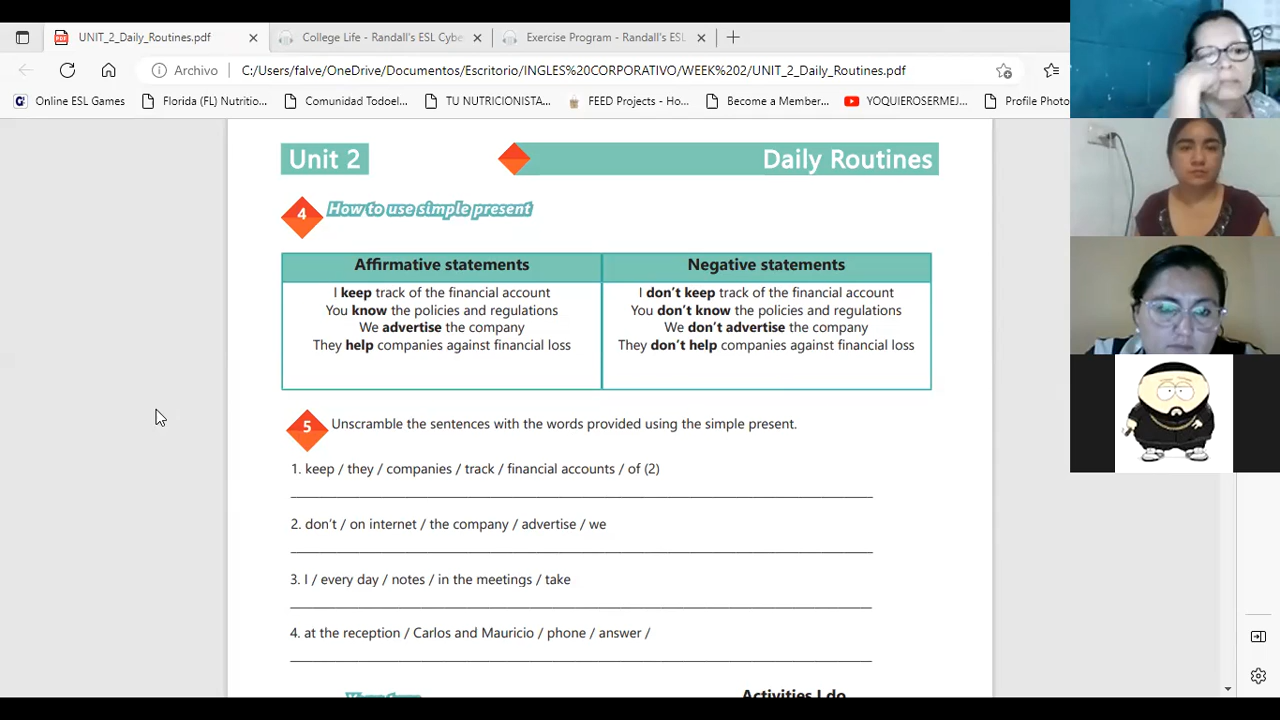 UNIT_2_Daily_Routines.pdf
College Life - Randall's ESL Cybe
Exercise Program - Randall's ESL
Archivo C:/Users/falve/OneDrive/Documentos/Escritorio/INGLES%20CORPORATIVO/WEEK%202/UNIT_2_Daily_Routines.pdf
Online ESL Games Florida (FL) Nutritio... Comunidad Todoel... TU NUTRICIONISTA... FEED Projects - Ho... Become a Member... YOQUIEROSERMEJ... Profile Photo
Unit 2 Daily Routines
4 How to use simple present
Affirmative statements Negative statements
I keep track of the financial account I don't keep track of the financial account
You know the policies and regulations You don't know the policies and regulations
We advertise the company We don't advertise the company
They help companies against financial loss They don't help companies against financial loss
5 Unscramble the sentences with the words provided using the simple present.
1. keep / they / companies / track / financial accounts / of (2)
2. don't / on internet / the company / advertise / we
3. I / every day / notes / in the meetings / take
4. at the reception / Carlos and Mauricio / phone / answer /
Activities I do